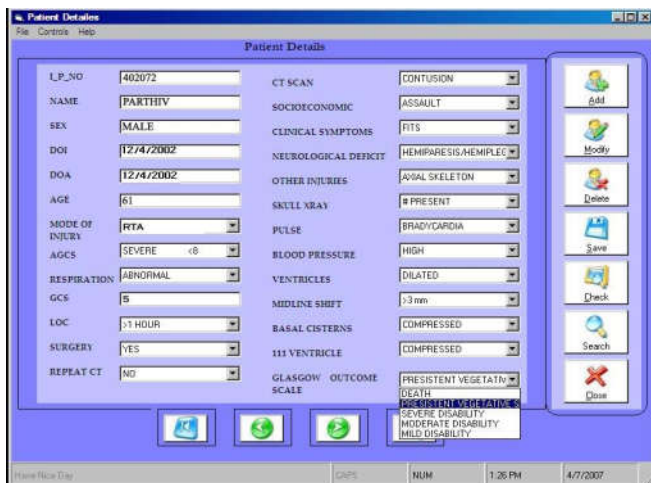 Patient Detailes
File Controls Help
Patient Details
I_P_NO 402072
NAME PARTHIV
SEX MALE
DOI 12/4/2002
DOA 12/4/2002
AGE 61
MODE OF INJURY RTA
AGCS SEVERE <8
RESPIRATION ABNORMAL
GCS 5
LOC >1 HOUR
SURGERY YES
REPEAT CT NO
CT SCAN CONTUSION
SOCIOECONOMIC ASSAULT
CLINICAL SYMPTOMS FITS
NEUROLOGICAL DEFICIT HEMIPARESIS/HEMIPLEG
OTHER INJURIES AXIAL SKELETON
SKULL XRAY # PRESENT
PULSE BRADYCARDIA
BLOOD PRESSURE HIGH
VENTRICLES DILATED
MIDLINE SHIFT >3 mm
BASAL CISTERNS COMPRESSED
111 VENTRICLE COMPRESSED
GLASGOW OUTCOME SCALE PRESISTENT VEGETATIV
DEATH
PRESISTENT VEGETATIVE S
SEVERE DISABILITY
MODERATE DISABILITY
MILD DISABILITY
Add
Modify
Delete
Save
Check
Search
Close
Have Nice Day CAPS NUM 1:26 PM 4/7/2007